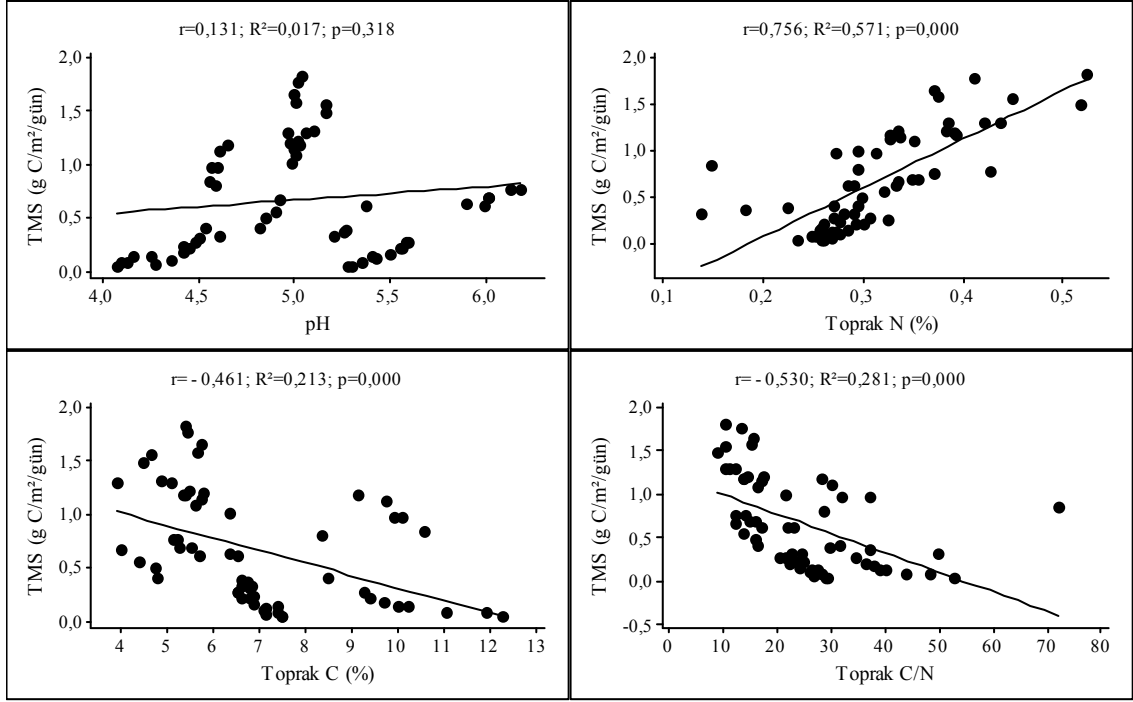 r=0,131; R²=0,017; p=0,318
TMS (g C/m²/gün)
2,0
1,5
1,0
0,5
0,0
4,0 4,5 5,0 5,5 6,0
pH
r=0,756; R²=0,571; p=0,000
TMS (g C/m²/gün)
2,0
1,5
1,0
0,5
0,0
0,1 0,2 0,3 0,4 0,5
Toprak N (%)
r= - 0,461; R²=0,213; p=0,000
TMS (g C/m²/gün)
2,0
1,5
1,0
0,5
0,0
4 5 6 7 8 9 10 11 12 13
Toprak C (%)
r= - 0,530; R²=0,281; p=0,000
TMS (g C/m²/gün)
2,0
1,5
1,0
0,5
0,0
-0,5
0 10 20 30 40 50 60 70 80
Toprak C/N